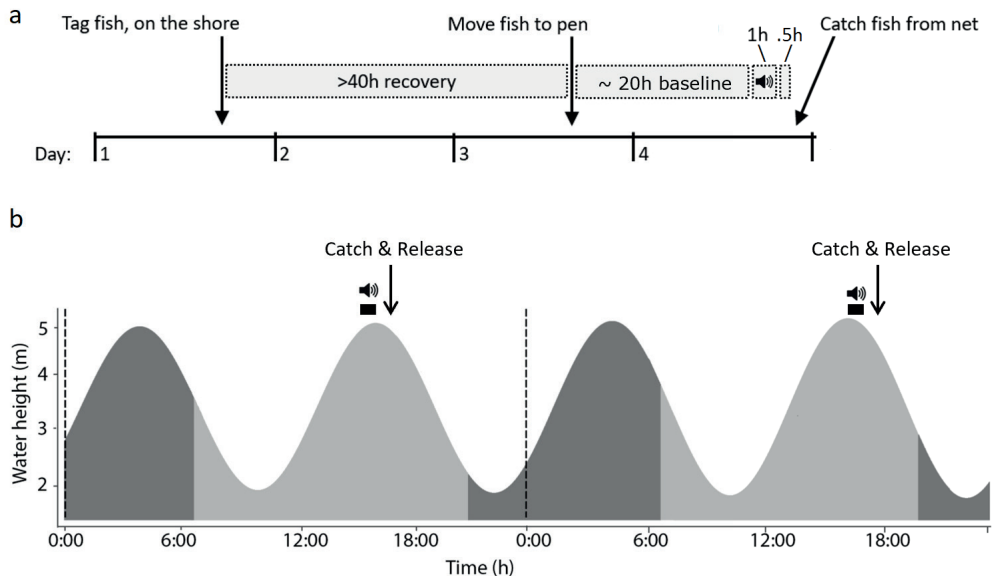 a
Tag fish, on the shore
Move fish to pen
Catch fish from net
1h .5h
>40h recovery
~ 20h baseline
Day: 1 2 3 4
b
Catch & Release Catch & Release
Water height (m)
5
4
3
2
0:00 6:00 12:00 18:00 0:00 6:00 12:00 18:00
Time (h)